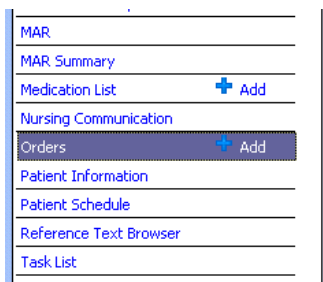 MAR
MAR Summary
Medication List Add
Nursing Communication
Orders Add
Patient Information
Patient Schedule
Reference Text Browser
Task List